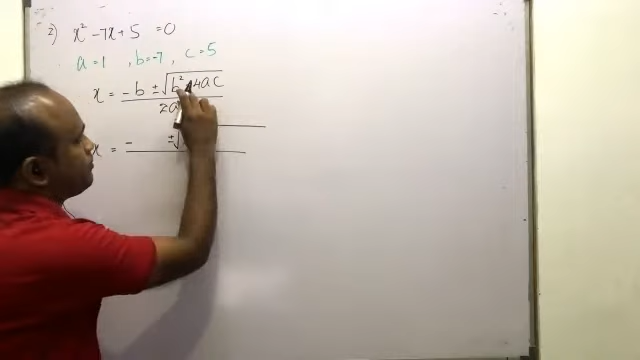 2) x² - 7x + 5 = 0
a = 1 , b = -7 , c = 5
x = -b ± √b² - 4ac
2a
x = - ± √